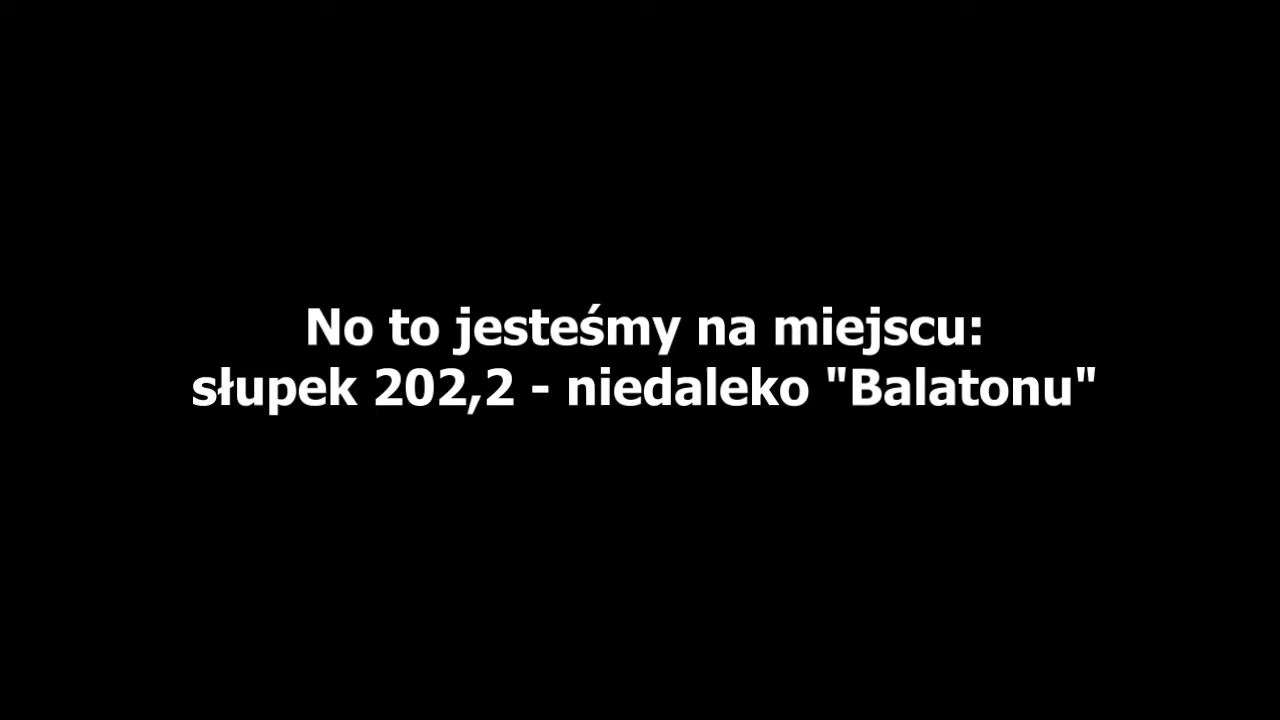 No to jesteśmy na miejscu:
słupek 202,2 - niedaleko "Balatonu"